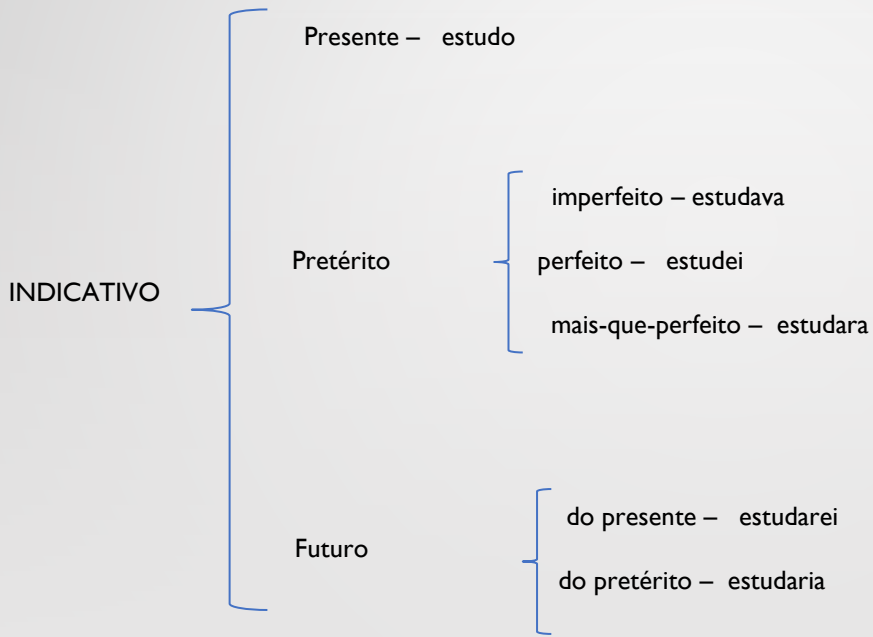 Presente – estudo
imperfeito – estudava
Pretérito
perfeito – estudei
INDICATIVO
mais-que-perfeito – estudara
do presente – estudarei
Futuro
do pretérito – estudaria